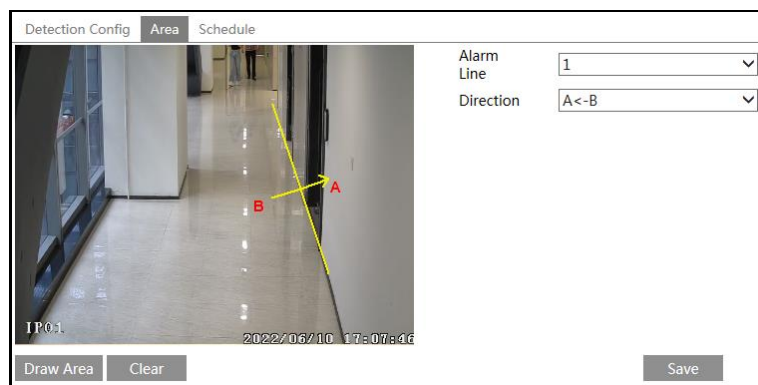 Detection Config Area Schedule
Alarm Line 1
Direction A<-B
A
B
IP01
2022/06/10 17:07:46
Draw Area Clear Save